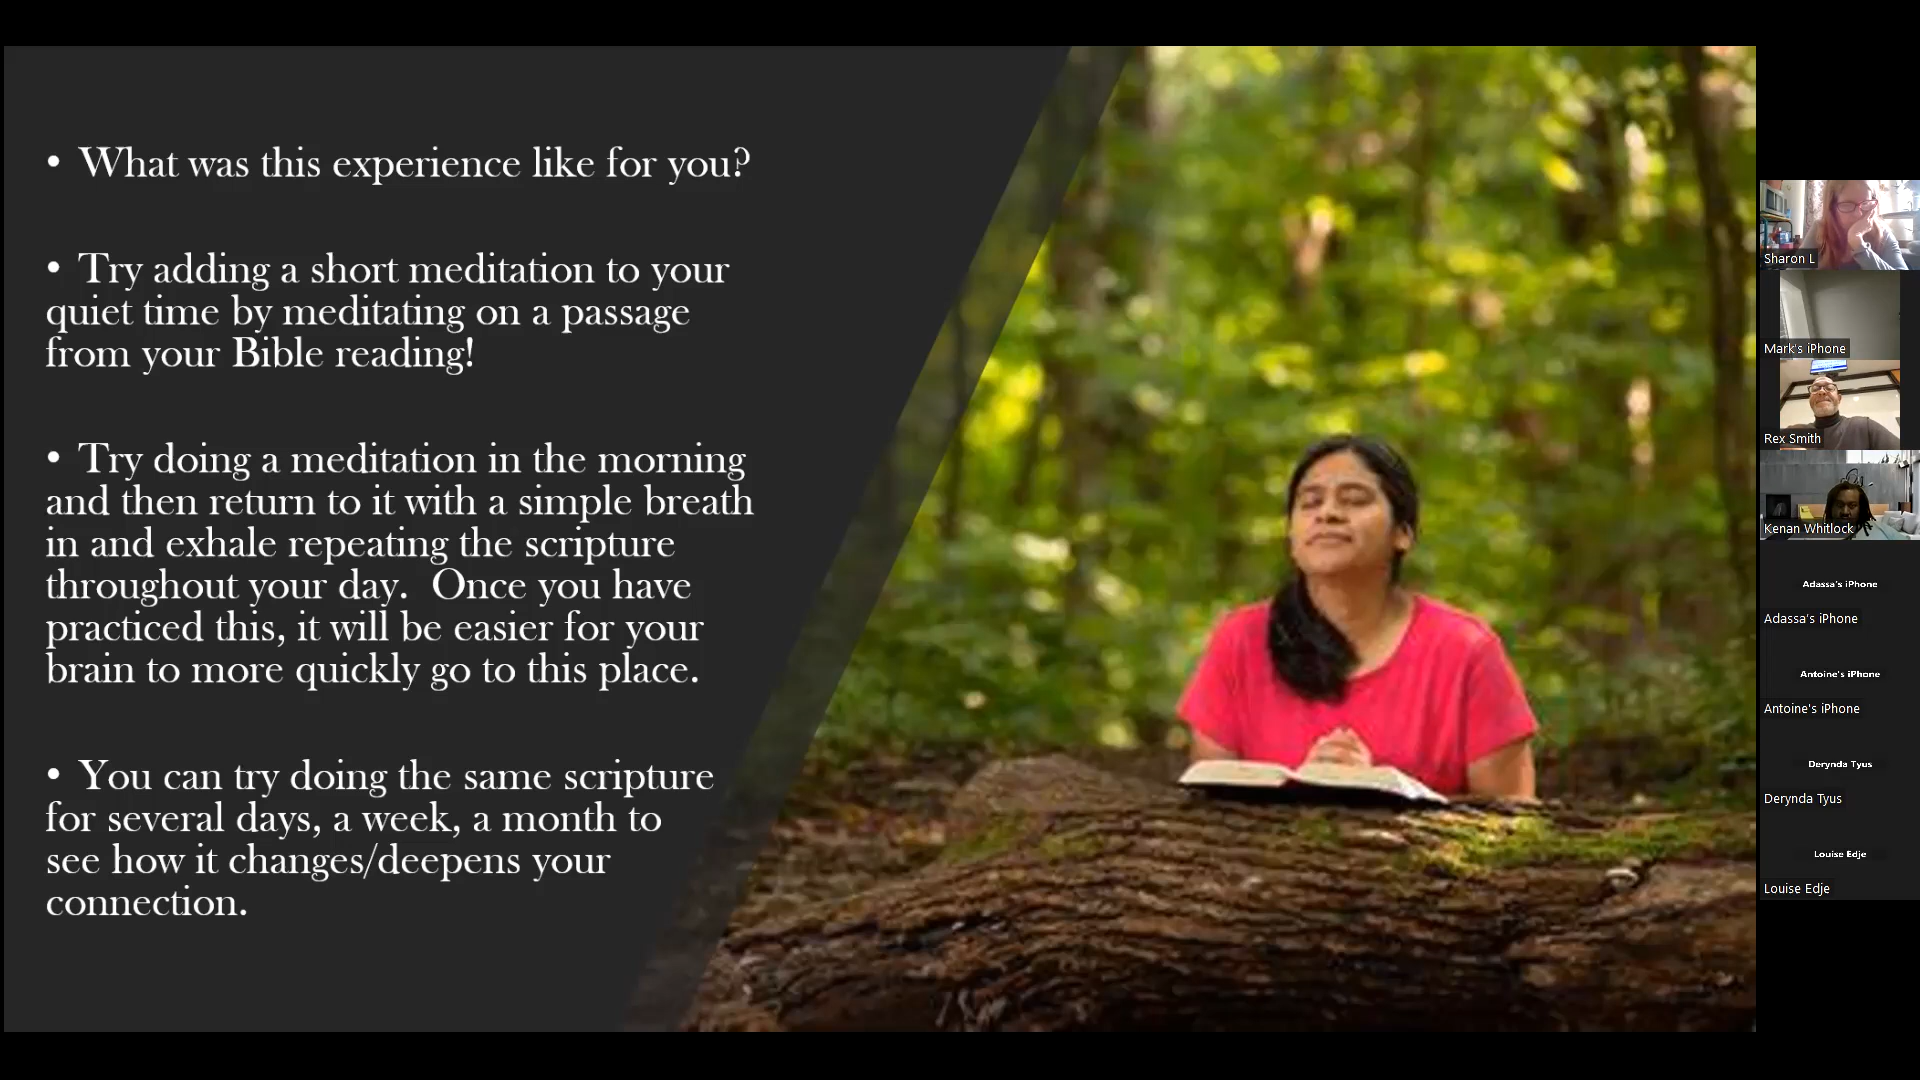 • What was this experience like for you?
• Try adding a short meditation to your
quiet time by meditating on a passage
from your Bible reading!
• Try doing a meditation in the morning
and then return to it with a simple breath
in and exhale repeating the scripture
throughout your day.  Once you have
practiced this, it will be easier for your
brain to more quickly go to this place.
• You can try doing the same scripture
for several days, a week, a month to
see how it changes/deepens your
connection.
Sharon L
Mark's iPhone
Rex Smith
Kenan Whitlock
Adassa's iPhone
Adassa's iPhone
Antoine's iPhone
Antoine's iPhone
Derynda Tyus
Derynda Tyus
Louise Edje
Louise Edje